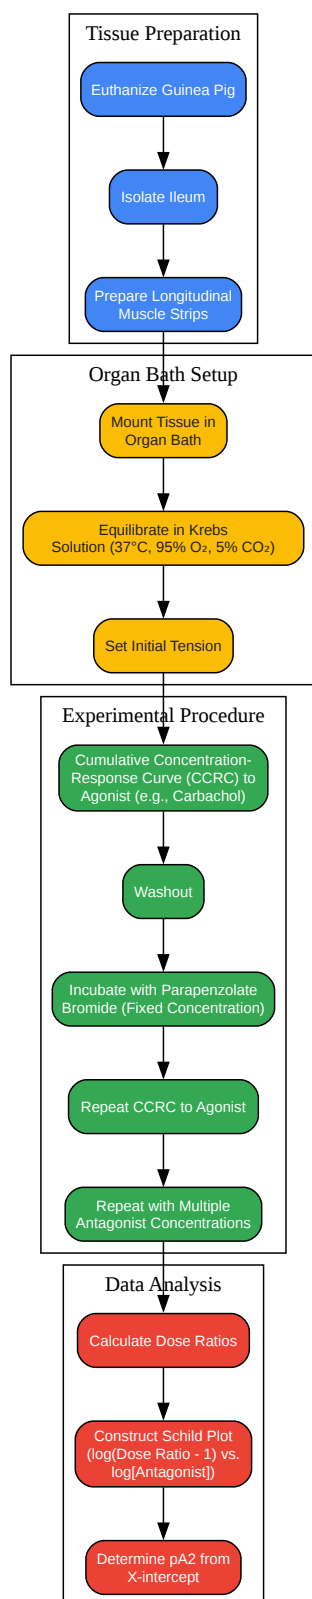 Tissue Preparation
Euthanize Guinea Pig
Isolate Ileum
Prepare Longitudinal
Muscle Strips
Organ Bath Setup
Mount Tissue in
Organ Bath
Equilibrate in Krebs
Solution (37°C, 95% O₂, 5% CO₂)
Set Initial Tension
Experimental Procedure
Cumulative Concentration-
Response Curve (CCRC) to
Agonist (e.g., Carbachol)
Washout
Incubate with Parapenzolate
Bromide (Fixed Concentration)
Repeat CCRC to Agonist
Repeat with Multiple
Antagonist Concentrations
Data Analysis
Calculate Dose Ratios
Construct Schild Plot
(log(Dose Ratio - 1) vs.
log[Antagonist])
Determine pA2 from
X-intercept